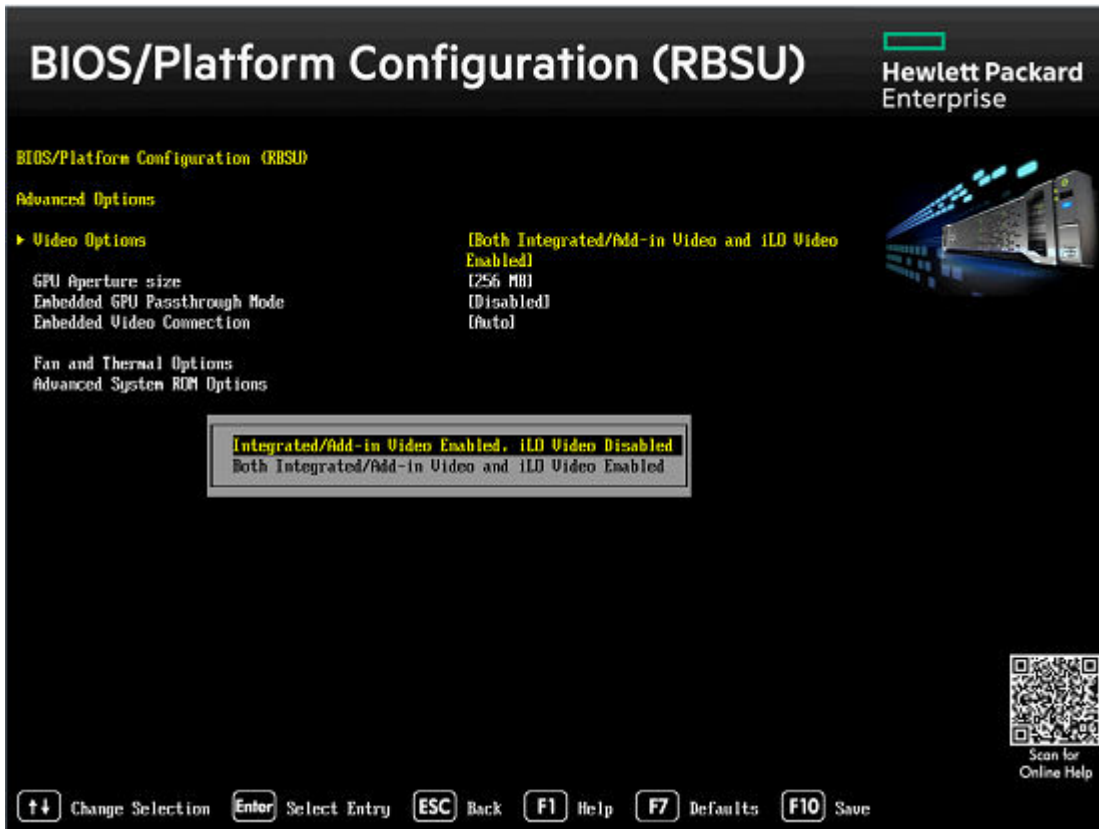 BIOS/Platform Configuration (RBSU)
Hewlett Packard
Enterprise
BIOS/Platform Configuration (RBSU)
Advanced Options
Video Options [Both Integrated/Add-in Video and iLO Video
Enabled]
GPU Aperture size [256 MB]
Embedded GPU Passthrough Mode [Disabled]
Embedded Video Connection [Auto]
Fan and Thermal Options
Advanced System ROM Options
Integrated/Add-in Video Enabled, iLO Video Disabled
Both Integrated/Add-in Video and iLO Video Enabled
Scan for
Online Help
↑↓ Change Selection Enter Select Entry ESC Back F1 Help F7 Defaults F10 Save